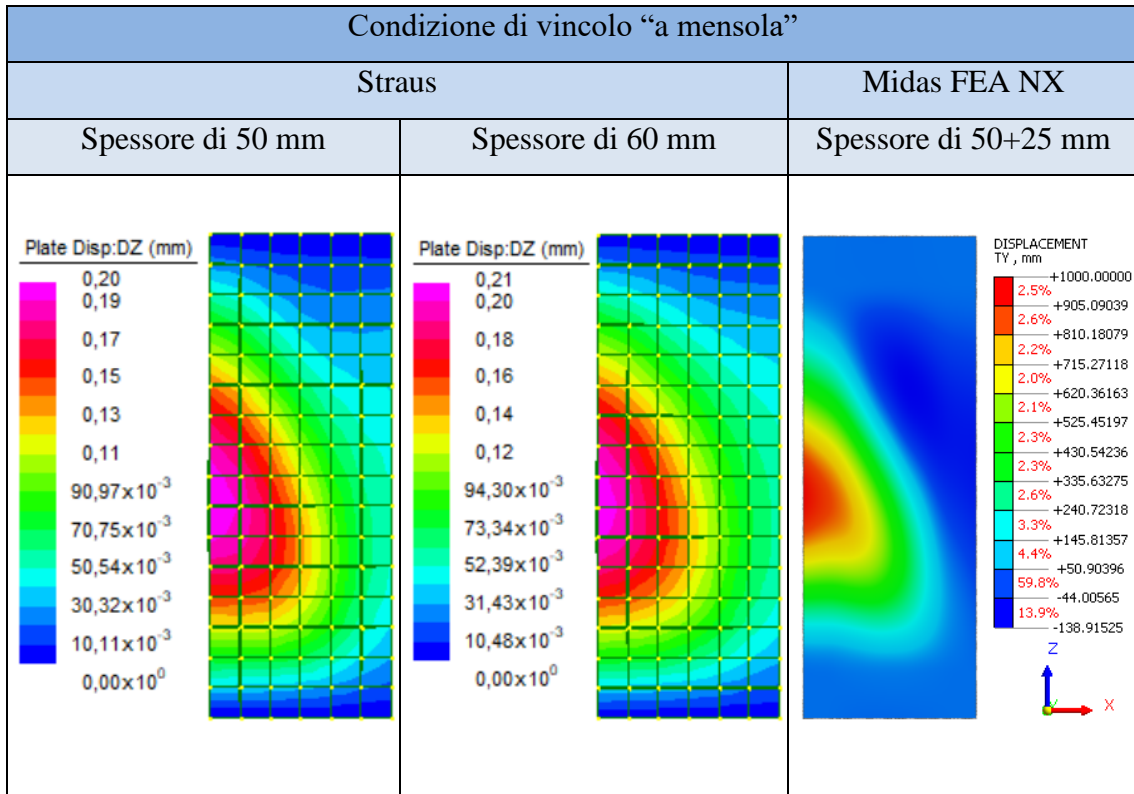 Condizione di vincolo “a mensola”
Straus
Midas FEA NX
Spessore di 50 mm
Spessore di 60 mm
Spessore di 50+25 mm
Plate Disp:DZ (mm)
0,20
0,19
0,17
0,15
0,13
0,11
90,97x10⁻³
70,75x10⁻³
50,54x10⁻³
30,32x10⁻³
10,11x10⁻³
0,00x10⁰
Plate Disp:DZ (mm)
0,21
0,20
0,18
0,16
0,14
0,12
94,30x10⁻³
73,34x10⁻³
52,39x10⁻³
31,43x10⁻³
10,48x10⁻³
0,00x10⁰
DISPLACEMENT
TY , mm
+1000.00000
2.5%
+905.09039
2.6%
+810.18079
2.2%
+715.27118
2.0%
+620.36163
2.1%
+525.45197
2.3%
+430.54236
2.3%
+335.63275
2.6%
+240.72318
3.3%
+145.81357
4.4%
+50.90396
59.8%
-44.00565
13.9%
-138.91525
Z
Y
X